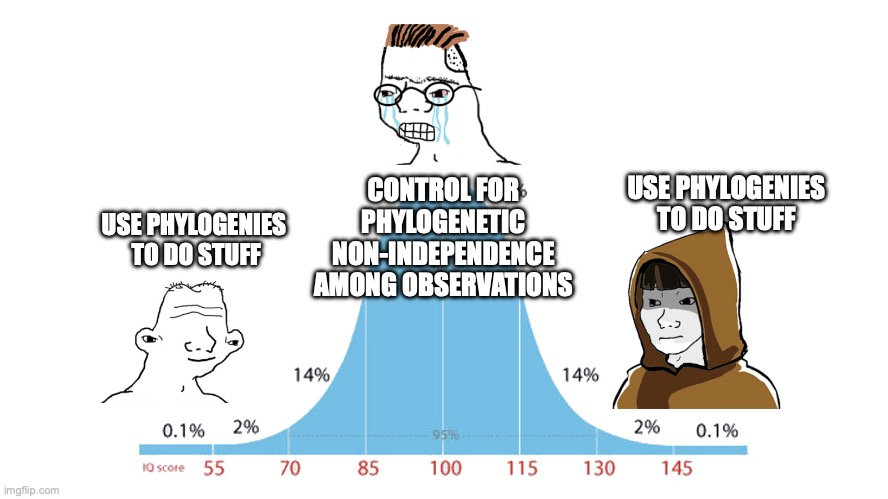 CONTROL FOR
PHYLOGENETIC
NON-INDEPENDENCE
AMONG OBSERVATIONS
USE PHYLOGENIES
TO DO STUFF
USE PHYLOGENIES
TO DO STUFF
14%
14%
0.1%
2%
95%
2%
0.1%
IQ score
55
70
85
100
115
130
145
imgflip.com